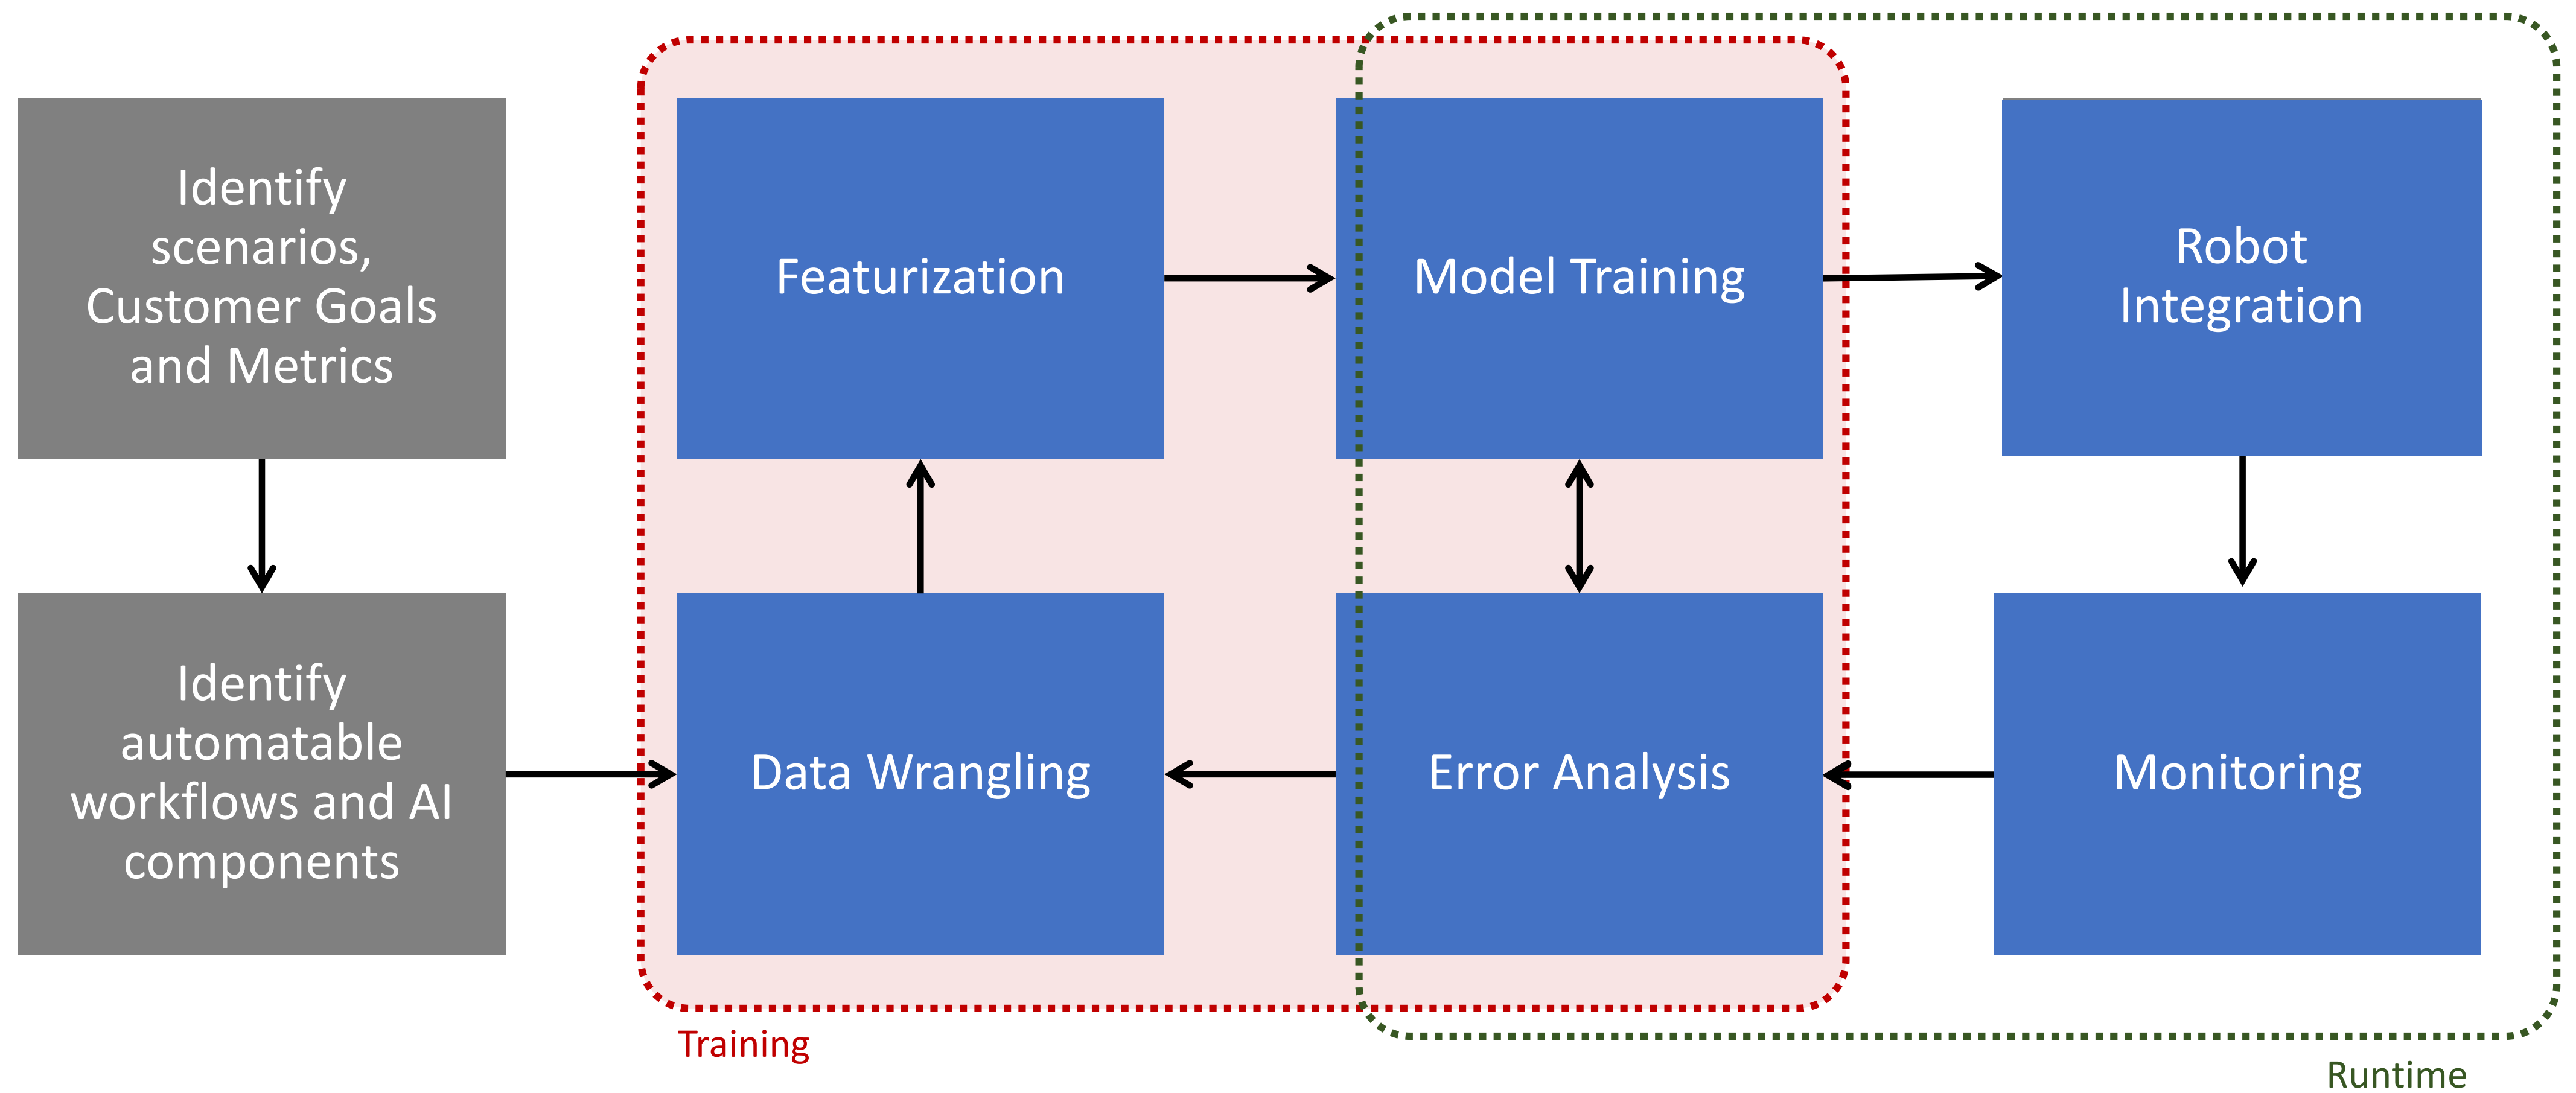 Identify
scenarios,
Customer Goals
and Metrics
Featurization
Model Training
Robot
Integration
Identify
automatable
workflows and AI
components
Data Wrangling
Error Analysis
Monitoring
Training
Runtime